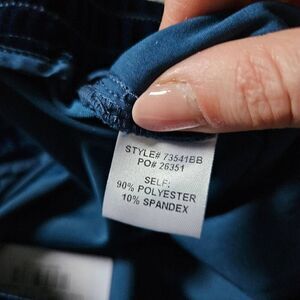 STYLE# 73541BB
PO# 26351
SELF:
90% POLYESTER
10% SPANDEX